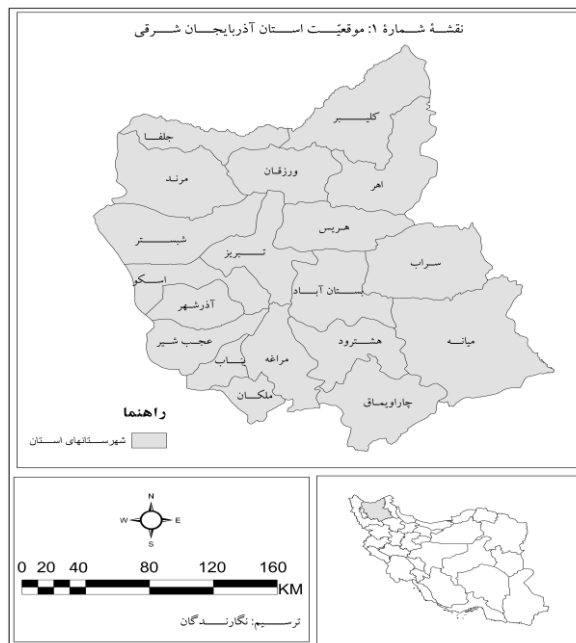 نقشهٔ شمارهٔ ۱: موقعیّت استان آذربایجان شرقی
کلیبر
جلفا
ورزقان
مرند
اهر
هریس
شبستر
تبریز
سراب
اسکو
بستان آباد
آذرشهر
عجب شیر
هشترود
میانه
مراغه
بناب
ملکان
چاراویماق
راهنما
شهرستانهای استان
N
W E
S
0 20 40 80 120 160
KM
ترسیم: نگارندگان